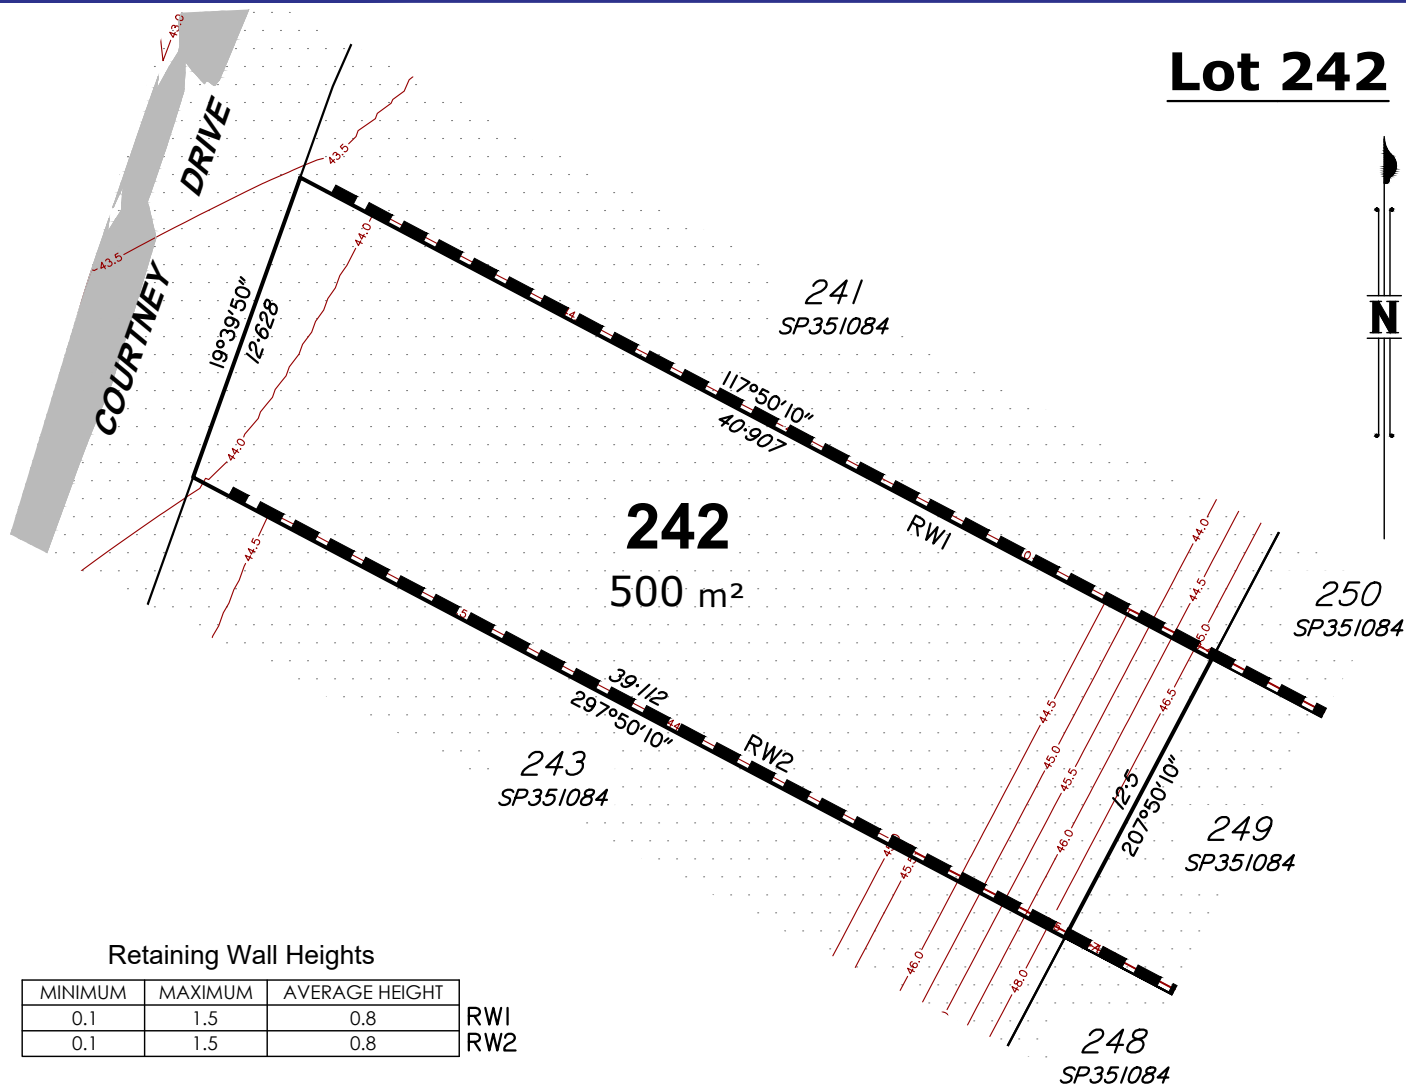 Lot 242
43.0
DRIVE
COURTNEY
43.5
43.5
44.0
19°39'50"
12·628
44.0
44.5
241
SP351084
N
117°50'10"
40·907
RW1
242
500 m²
44.0
44.5
250
SP351084
39·112
297°50'10"
RW2
243
SP351084
44.5
45.0
45.5
46.0
46.5
12·5
207°50'10"
249
SP351084
45.5
46.0
48.0
248
SP351084
Retaining Wall Heights
MINIMUM MAXIMUM AVERAGE HEIGHT
0.1 1.5 0.8 RW1
0.1 1.5 0.8 RW2